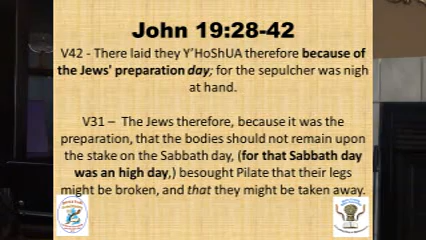 John 19:28-42
V42 - There laid they Y'HoShUA therefore because of
the Jews' preparation day; for the sepulcher was nigh
at hand.
V31 – The Jews therefore, because it was the
preparation, that the bodies should not remain upon
the stake on the Sabbath day, (for that Sabbath day
was an high day,) besought Pilate that their legs
might be broken, and that they might be taken away.